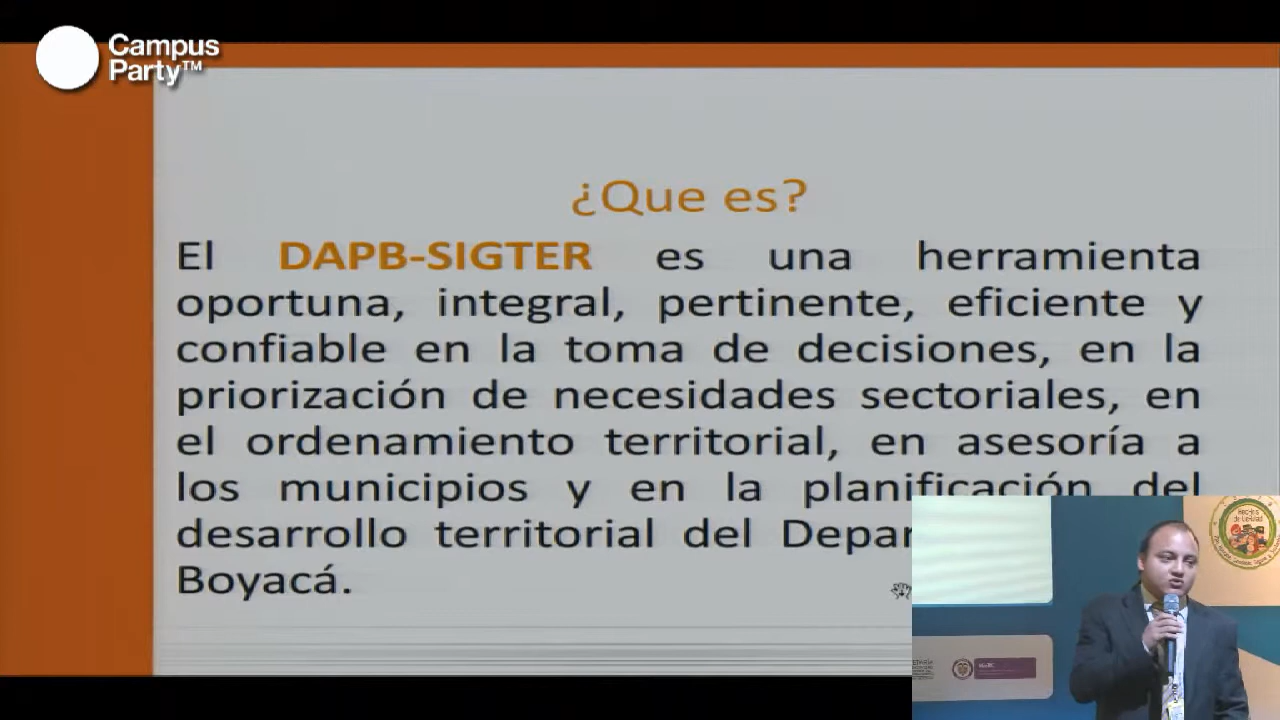 Campus
Party™
¿Que es?
El DAPB-SIGTER es una herramienta
oportuna, integral, pertinente, eficiente y
confiable en la toma de decisiones, en la
priorización de necesidades sectoriales, en
el ordenamiento territorial, en asesoría a
los municipios y en la planificación del
desarrollo territorial del Depar
Boyacá.